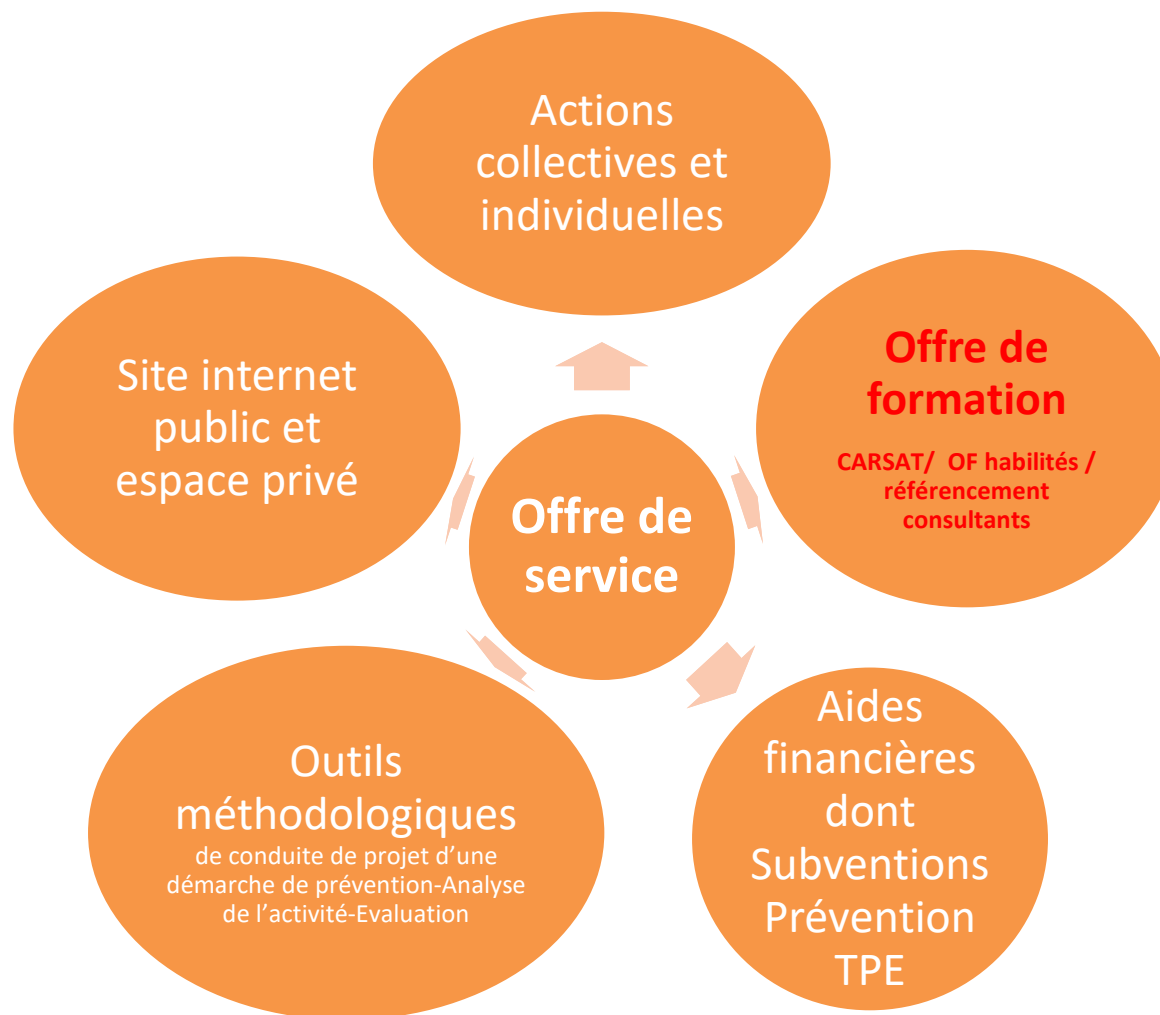 Actions
collectives et
individuelles
Offre de
formation
CARSAT/ OF habilités /
référencement
consultants
Site internet
public et
espace privé
Offre de
service
Outils
méthodologiques
de conduite de projet d’une
démarche de prévention-Analyse
de l’activité-Evaluation
Aides
financières
dont
Subventions
Prévention
TPE